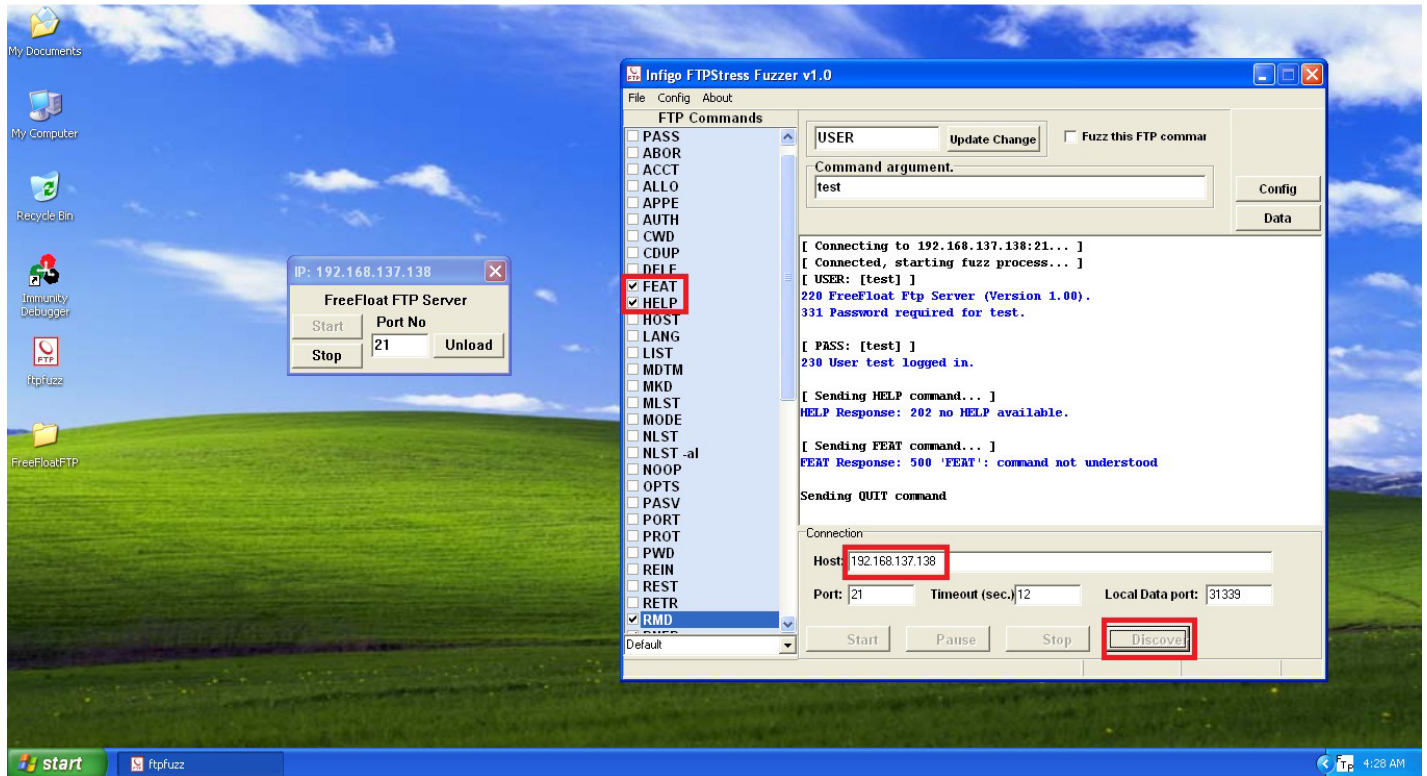 My Documents
My Computer
Recycle Bin
Immunity
Debugger
ftpfuzz
FreeFloatFTP
IP: 192.168.137.138
FreeFloat FTP Server
Start
Port No
Stop
21
Unload
Infigo FTPStress Fuzzer v1.0
File Config About
FTP Commands
PASS
ABOR
ACCT
ALLO
APPE
AUTH
CWD
CDUP
DELE
FEAT
HELP
HOST
LANG
LIST
MDTM
MKD
MLST
MODE
NLST
NLST -al
NOOP
OPTS
PASV
PORT
PROT
PWD
REIN
REST
RETR
RMD
Default
USER
Update Change
Fuzz this FTP commar
Command argument.
test
Config
Data
[ Connecting to 192.168.137.138:21... ]
[ Connected, starting fuzz process... ]
[ USER: [test] ]
220 FreeFloat Ftp Server (Version 1.00).
331 Password required for test.
[ PASS: [test] ]
230 User test logged in.
[ Sending HELP command... ]
HELP Response: 202 no HELP available.
[ Sending FEAT command... ]
FEAT Response: 500 'FEAT': command not understood
Sending QUIT command
Connection
Host: 192.168.137.138
Port: 21 Timeout (sec.) 12 Local Data port: 31339
Start Pause Stop Discover
start
ftpfuzz
FTP
4:28 AM